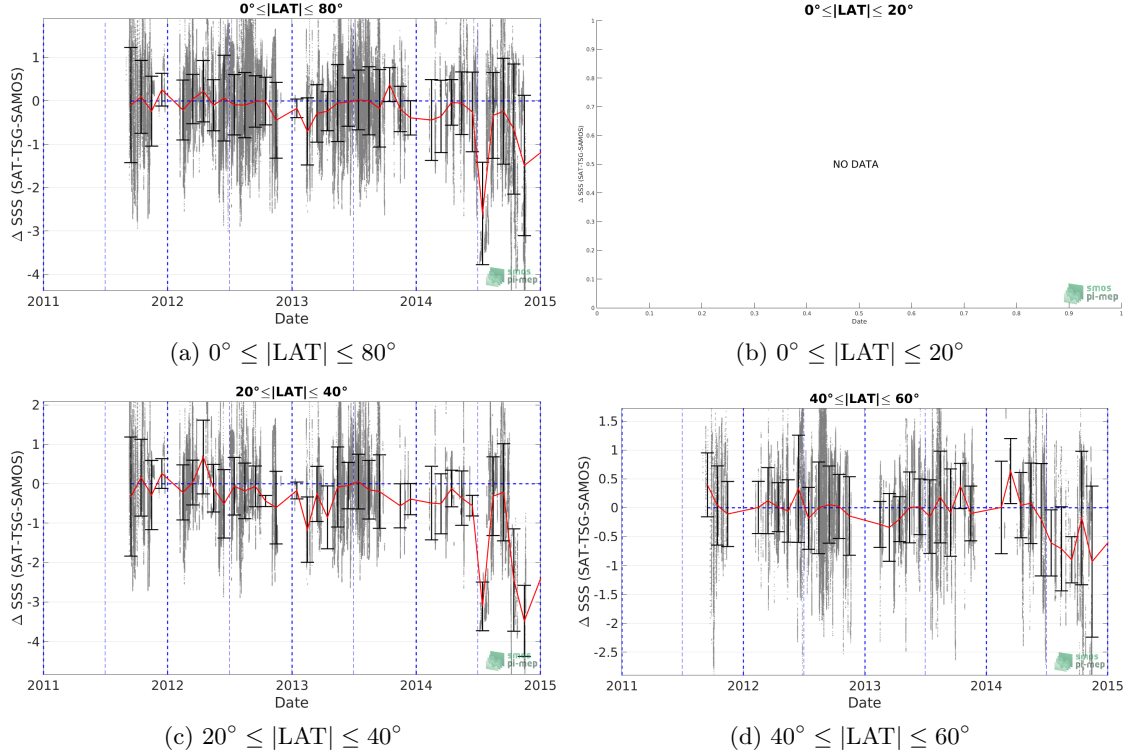 0°≤|LAT|≤ 80°
Δ SSS (SAT-TSG-SAMOS)
1
0
-1
-2
-3
-4
2011
2012
2013
2014
2015
Date
smos
pi-mep
(a) 0° ≤ |LAT| ≤ 80°
0°≤|LAT|≤ 20°
Δ SSS (SAT-TSG-SAMOS)
1
0.9
0.8
0.7
0.6
0.5
0.4
0.3
0.2
0.1
0
NO DATA
0
0.1
0.2
0.3
0.4
0.5
0.6
0.7
0.8
0.9
1
Date
smos
pi-mep
(b) 0° ≤ |LAT| ≤ 20°
20°≤|LAT|≤ 40°
Δ SSS (SAT-TSG-SAMOS)
2
1
0
-1
-2
-3
-4
2011
2012
2013
2014
2015
Date
smos
pi-mep
(c) 20° ≤ |LAT| ≤ 40°
40°≤|LAT|≤ 60°
Δ SSS (SAT-TSG-SAMOS)
1.5
1
0.5
0
-0.5
-1
-1.5
-2
-2.5
2011
2012
2013
2014
2015
Date
smos
pi-mep
(d) 40° ≤ |LAT| ≤ 60°